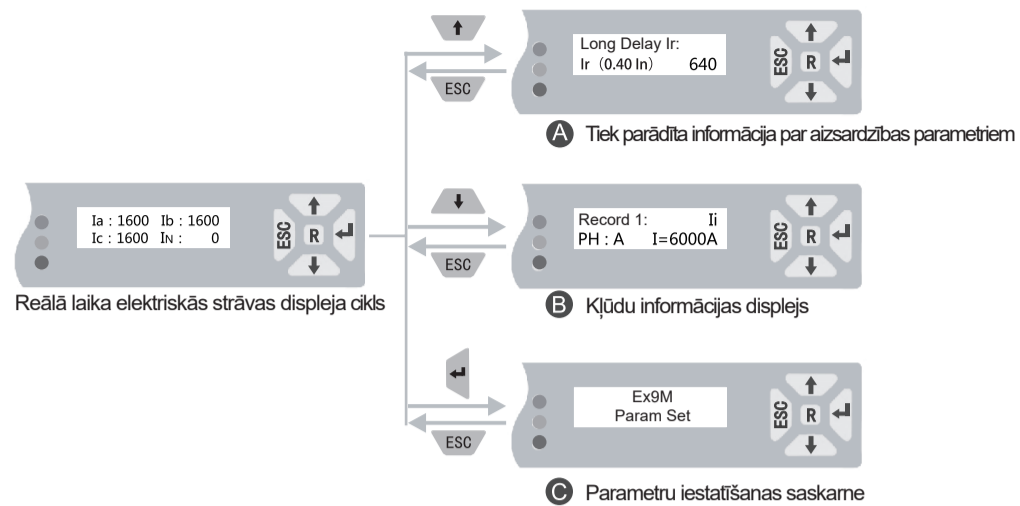 Ia : 1600 Ib : 1600
Ic : 1600 IN : 0
ESC
R
Reālā laika elektriskās strāvas displeja cikls
ESC
Long Delay Ir:
Ir (0.40 In) 640
ESC
R
A Tiek parādīta informācija par aizsardzības parametriem
ESC
Record 1: Ii
PH : A I=6000A
ESC
R
B Kļūdu informācijas displejs
ESC
Ex9M
Param Set
ESC
R
C Parametru iestatīšanas saskarne